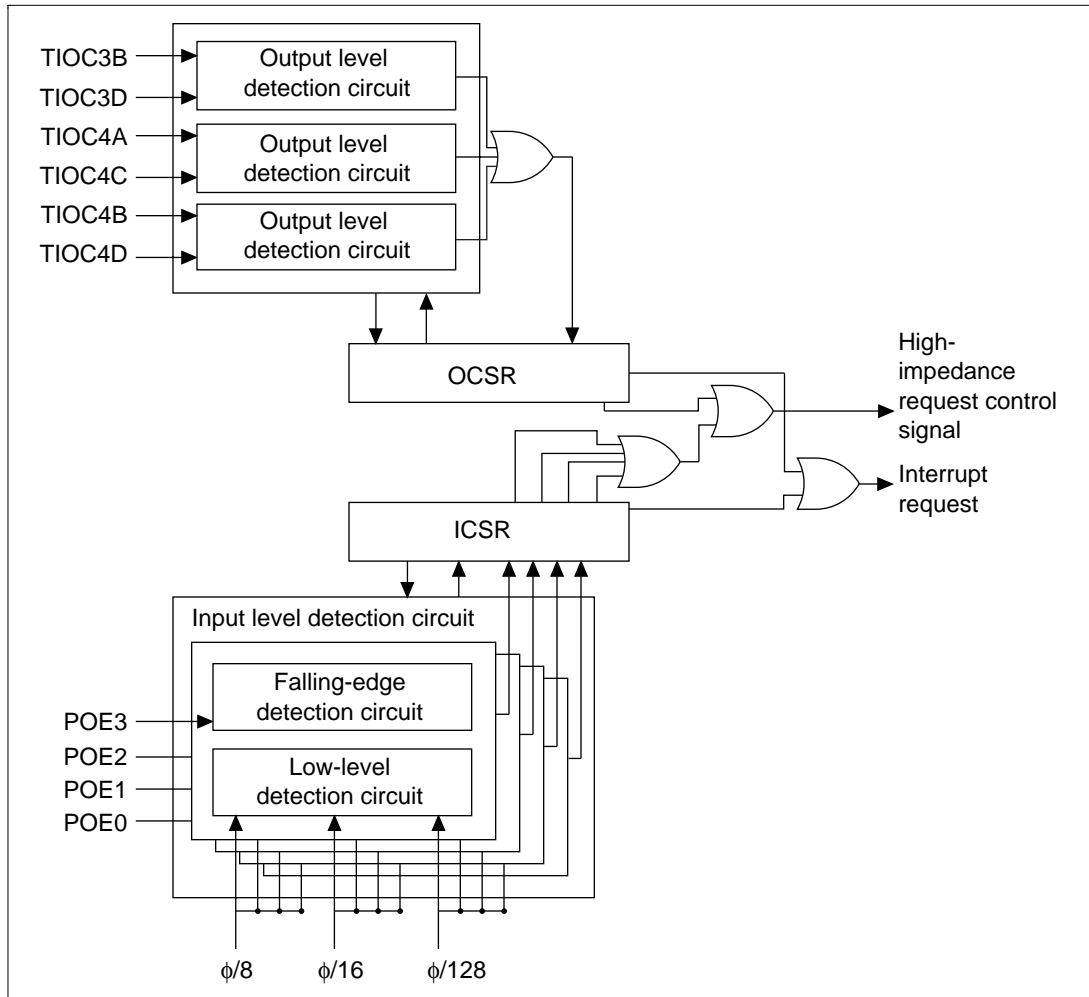 TIOC3B
TIOC3D
TIOC4A
TIOC4C
TIOC4B
TIOC4D
Output level
detection circuit
Output level
detection circuit
Output level
detection circuit
OCSR
High-
impedance
request control
signal
Interrupt
request
ICSR
Input level detection circuit
Falling-edge
detection circuit
Low-level
detection circuit
POE3
POE2
POE1
POE0
ϕ/8
ϕ/16
ϕ/128